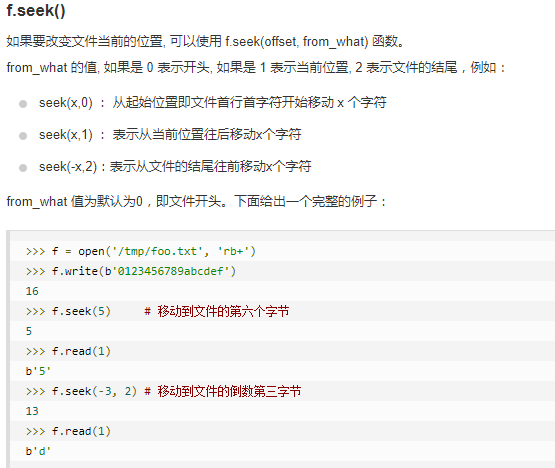 f.seek()
如果要改变文件当前的位置, 可以使用 f.seek(offset, from_what) 函数。
from_what 的值, 如果是 0 表示开头, 如果是 1 表示当前位置, 2 表示文件的结尾，例如：
seek(x,0) ： 从起始位置即文件首行首字符开始移动 x 个字符
seek(x,1) ： 表示从当前位置往后移动x个字符
seek(-x,2)：表示从文件的结尾往前移动x个字符
from_what 值为默认为0，即文件开头。下面给出一个完整的例子：
>>> f = open('/tmp/foo.txt', 'rb+')
>>> f.write(b'0123456789abcdef')
16
>>> f.seek(5)     # 移动到文件的第六个字节
5
>>> f.read(1)
b'5'
>>> f.seek(-3, 2) # 移动到文件的倒数第三字节
13
>>> f.read(1)
b'd'